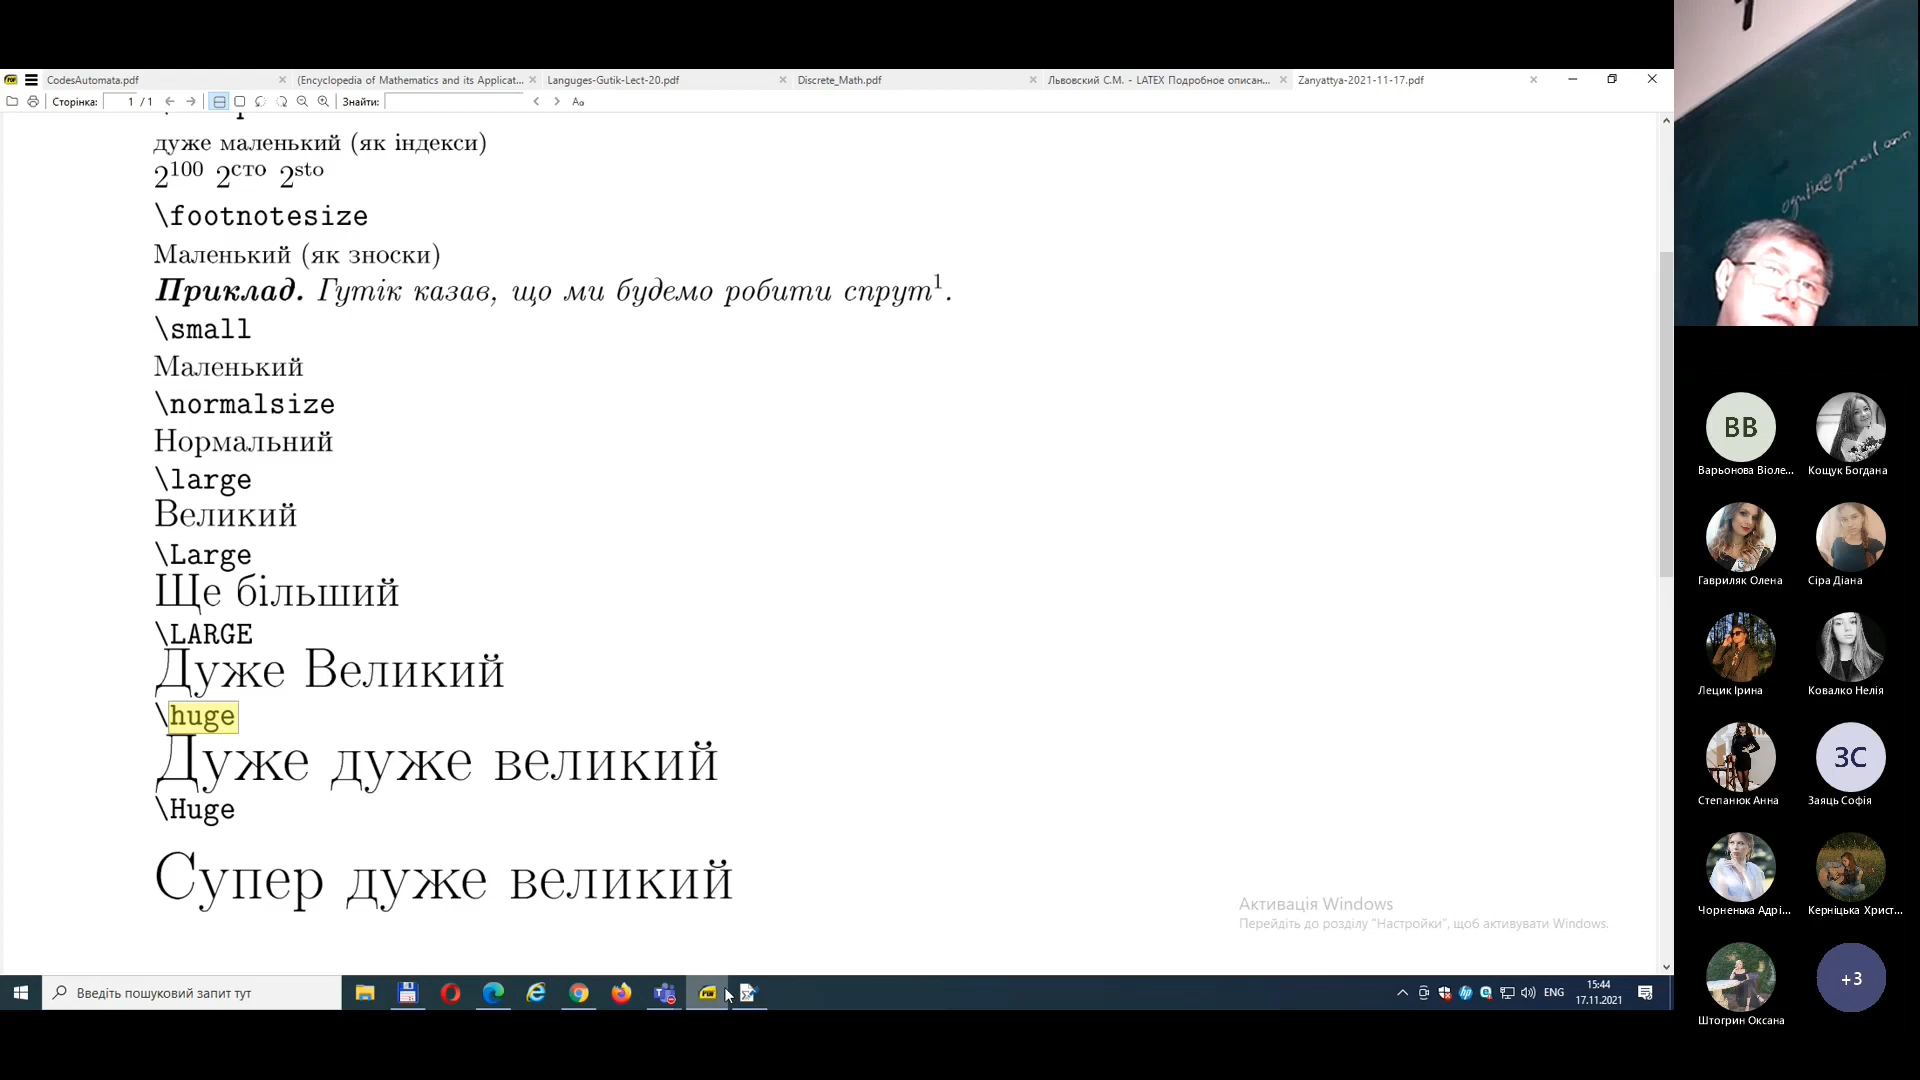 CodesAutomata.pdf
(Encyclopedia of Mathematics and its Applicat...
Languges-Gutik-Lect-20.pdf
Discrete_Math.pdf
Львовский С.М. - LATEX Подробное описан...
Zanyattya-2021-11-17.pdf
Сторінка: 1 / 1
Знайти:
дуже маленький (як індекси)
2^100 2^сто 2^sto
\footnotesize
Маленький (як зноски)
Приклад. Гутік казав, що ми будемо робити спрут^1.
\small
Маленький
\normalsize
Нормальний
\large
Великий
\Large
Ще більший
\LARGE
Дуже Великий
\huge
Дуже дуже великий
\Huge
Супер дуже великий
Активація Windows
Перейдіть до розділу "Настройки", щоб активувати Windows.
Введіть пошуковий запит тут
ENG
15:44
17.11.2021
ВВ
Варьонова Віоле...
Кощук Богдана
Гавриляк Олена
Сіра Діана
Лецик Ірина
Ковалко Нелія
Степанюк Анна
ЗС
Заяць Софія
Чорненька Адрі...
Керніцька Христ...
Штогрин Оксана
+3